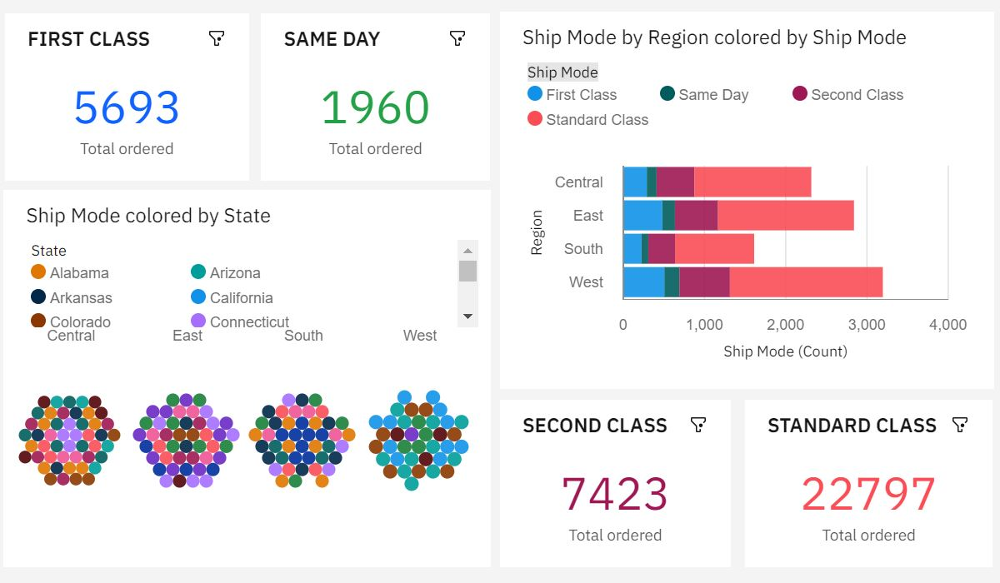 FIRST CLASS
5693
Total ordered
SAME DAY
1960
Total ordered
Ship Mode by Region colored by Ship Mode
Ship Mode
First Class Same Day Second Class
Standard Class
Region
Central
East
South
West
0 1,000 2,000 3,000 4,000
Ship Mode (Count)
Ship Mode colored by State
State
Alabama Arizona
Arkansas California
Colorado Connecticut
Central East South West
SECOND CLASS
7423
Total ordered
STANDARD CLASS
22797
Total ordered